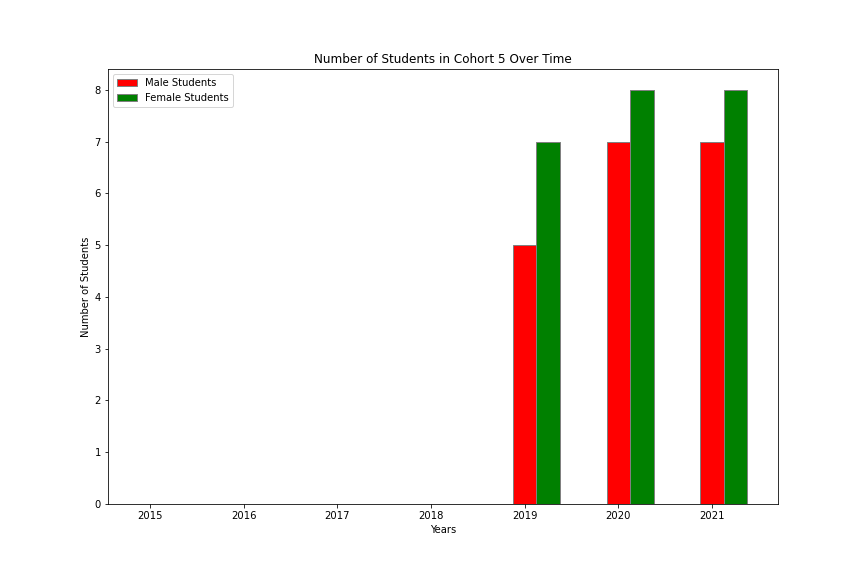 Number of Students in Cohort 5 Over Time
Male Students
Female Students
8
7
6
5
4
3
2
1
0
Number of Students
2015 2016 2017 2018 2019 2020 2021
Years